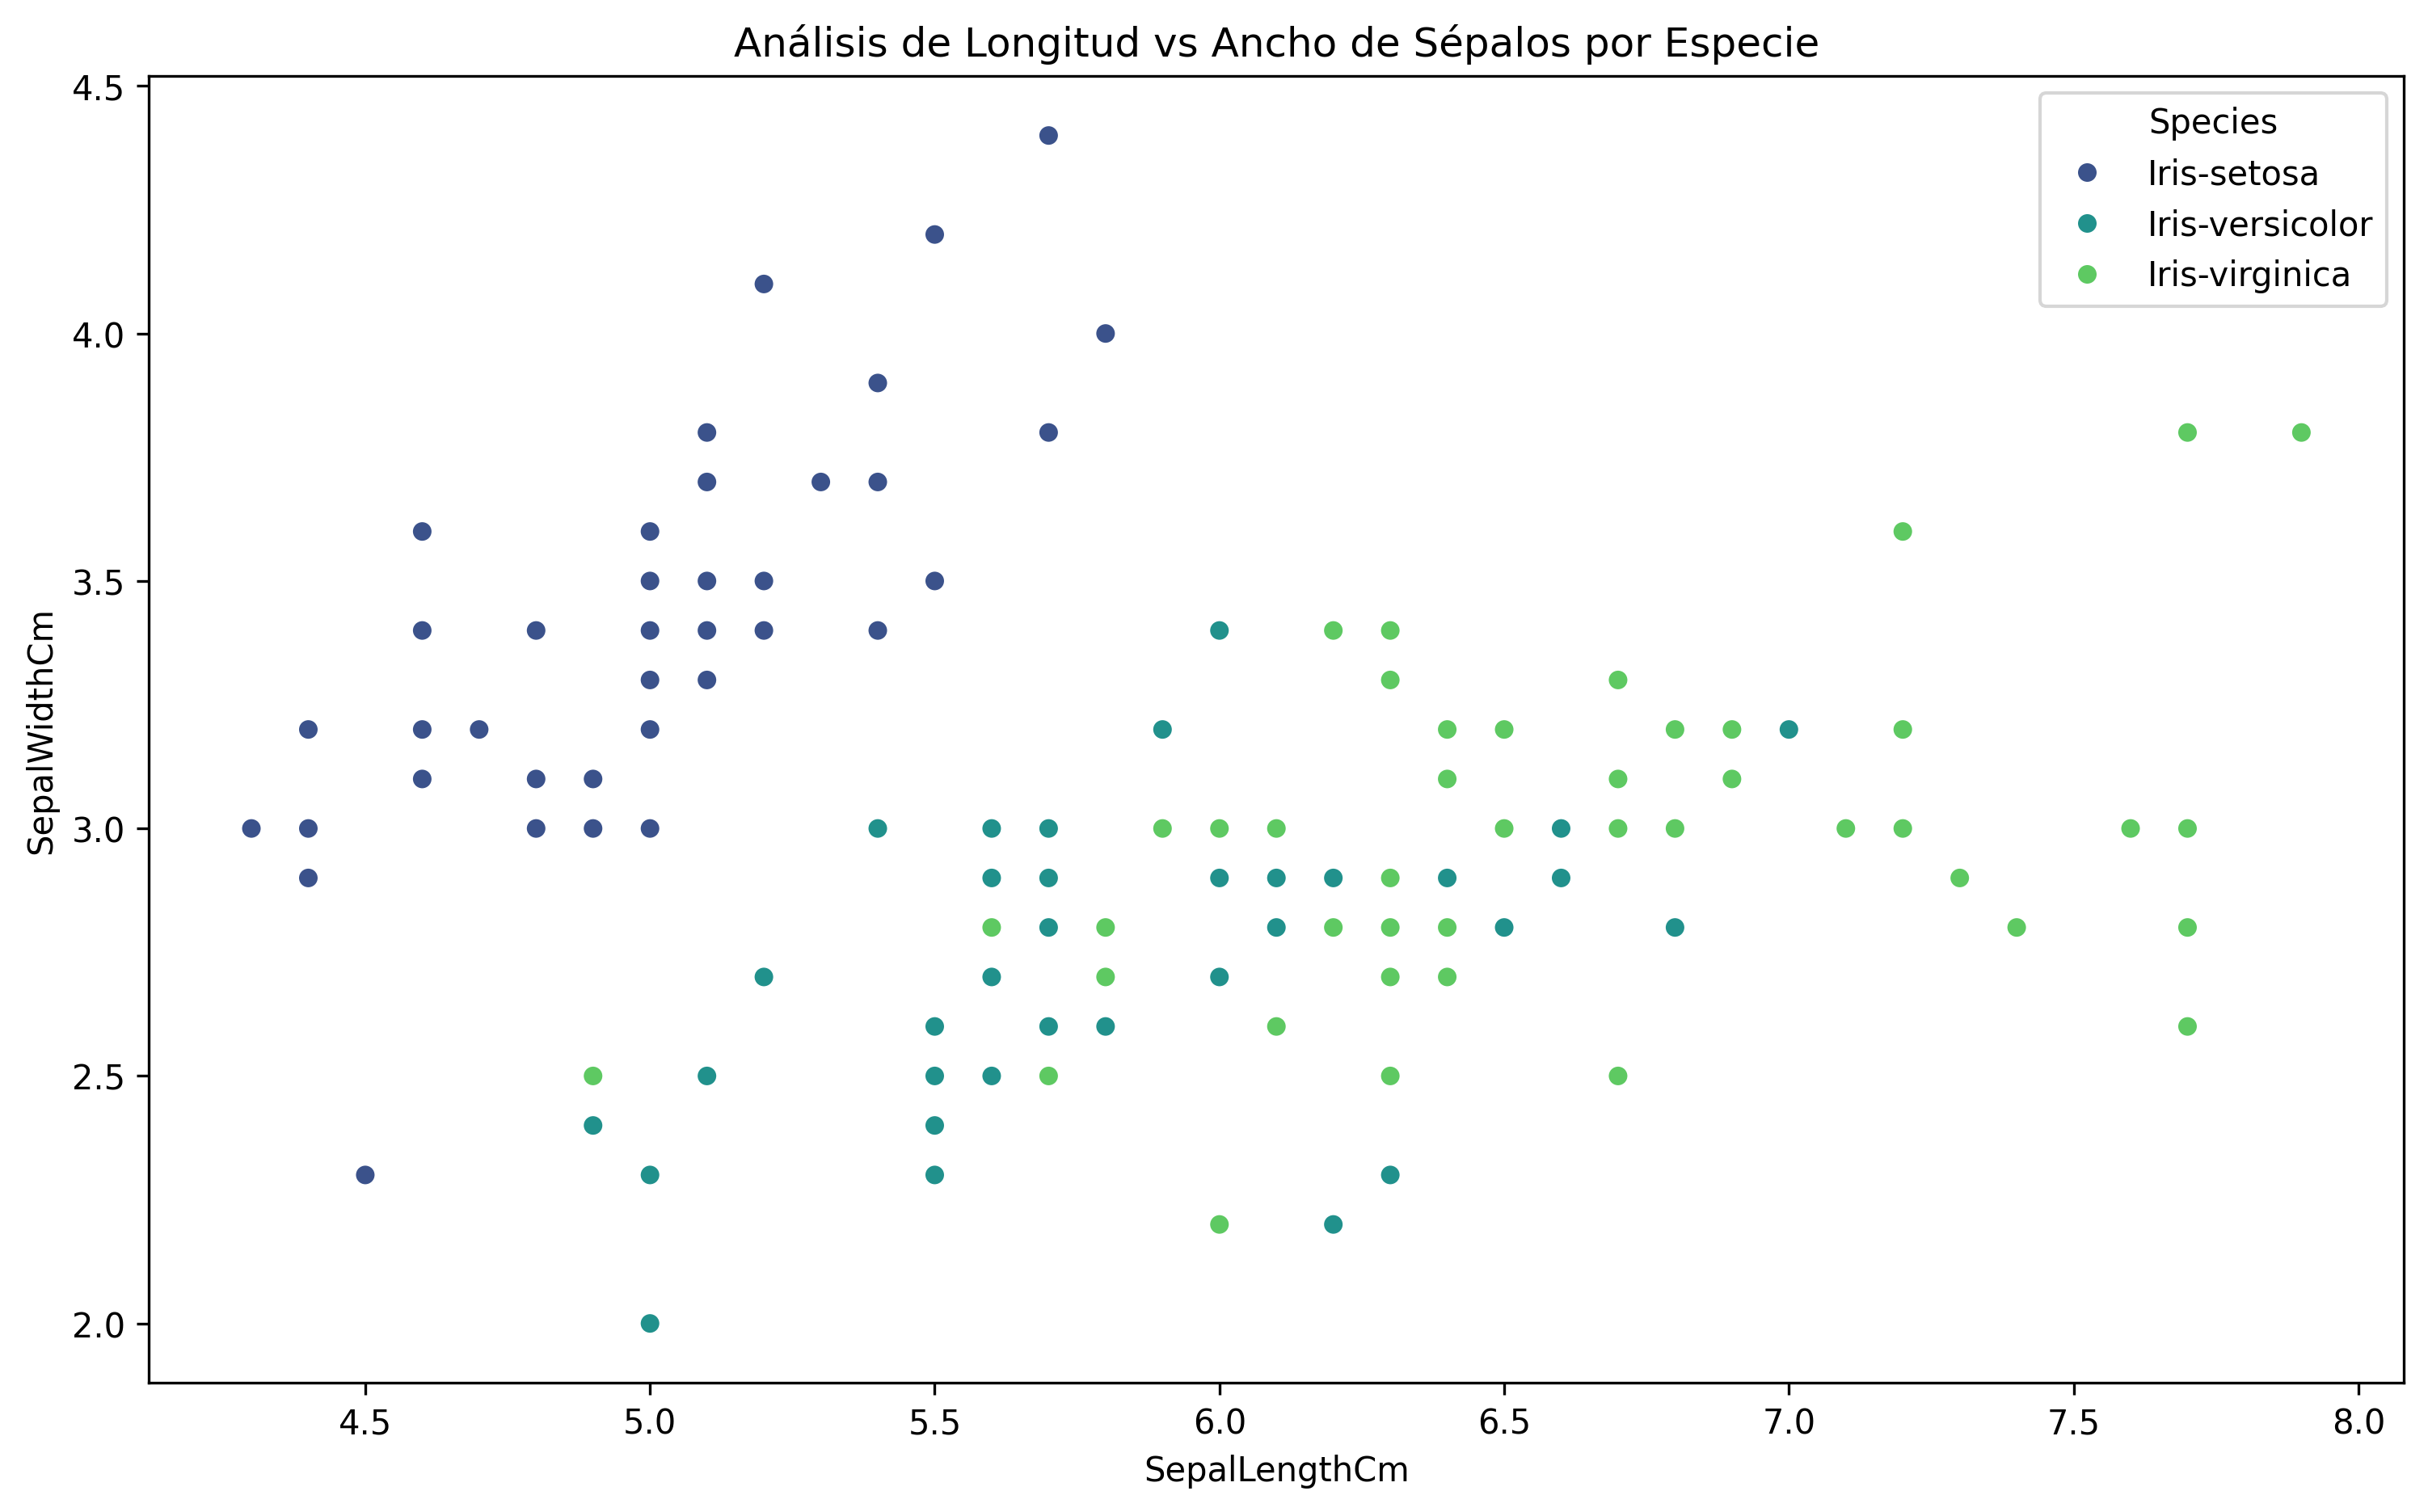 Análisis de Longitud vs Ancho de Sépalos por Especie
Species
Iris-setosa
Iris-versicolor
Iris-virginica
SepalWidthCm
4.5
4.0
3.5
3.0
2.5
2.0
4.5 5.0 5.5 6.0 6.5 7.0 7.5 8.0
SepalLengthCm